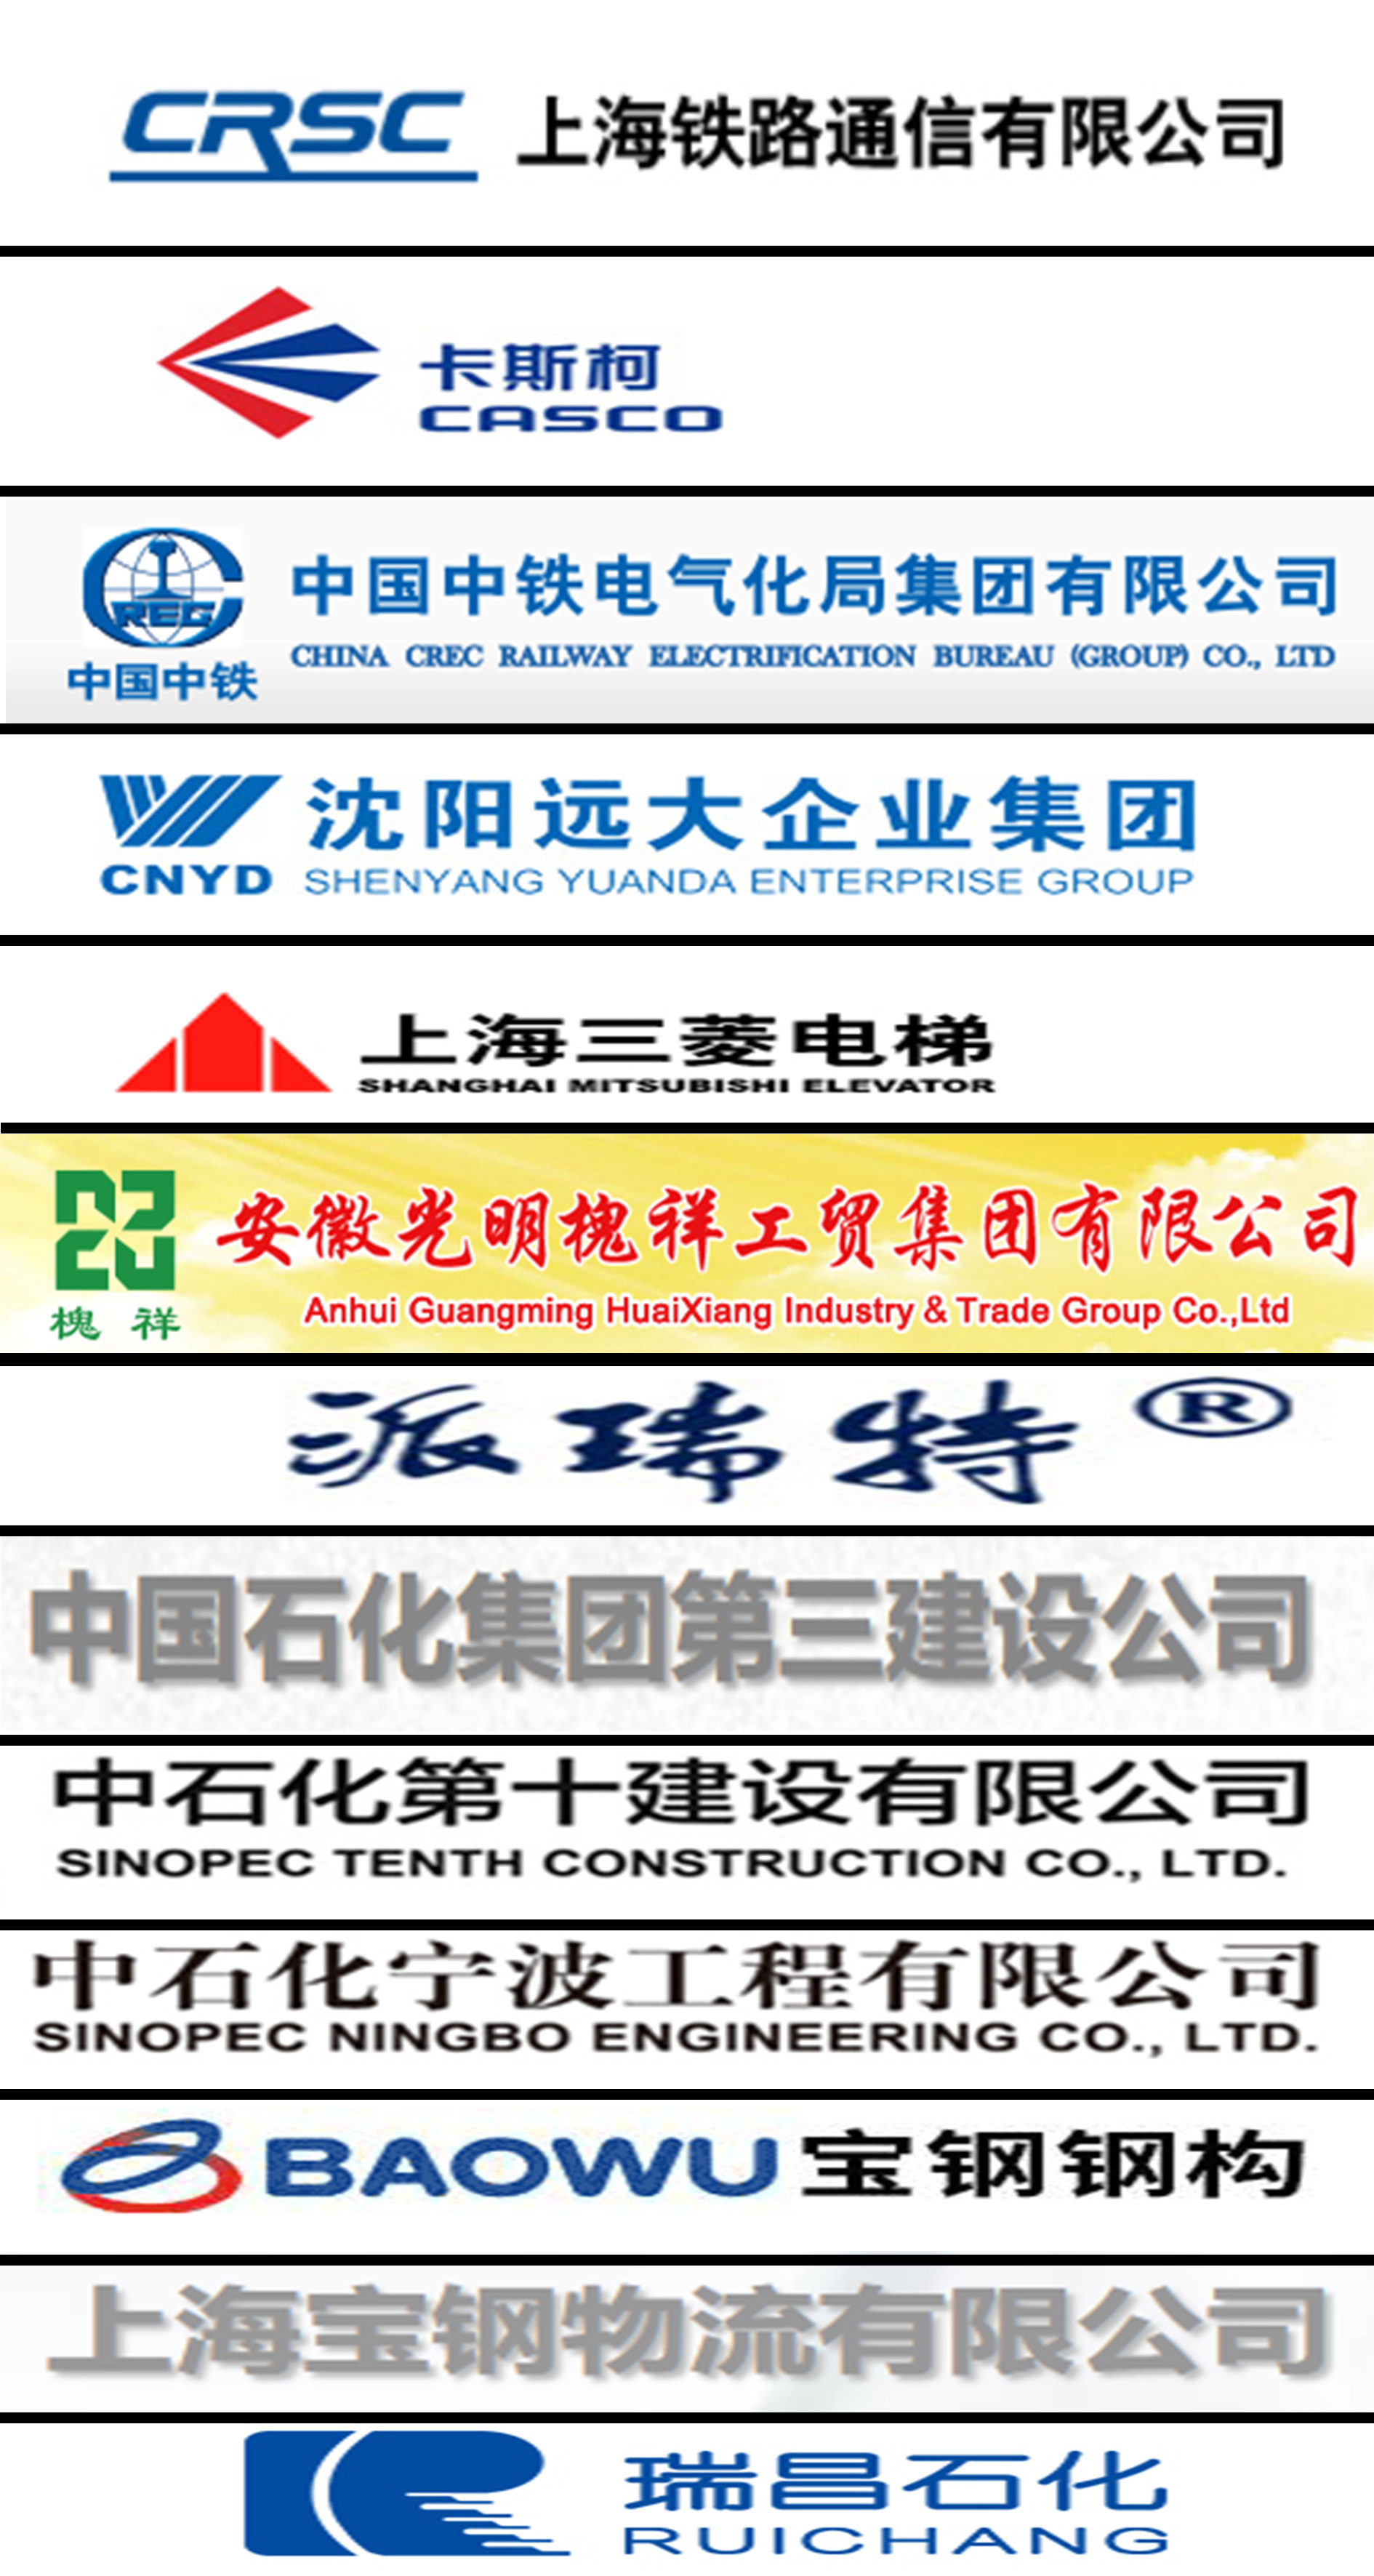 CRSC 上海铁路通信有限公司
卡斯柯
CASCO
中国中铁电气化局集团有限公司
CREG
CHINA CREC RAILWAY ELECTRIFICATION BUREAU (GROUP) CO., LTD
中国中铁
沈阳远大企业集团
CNYD SHENYANG YUANDA ENTERPRISE GROUP
上海三菱电梯
SHANGHAI MITSUBISHI ELEVATOR
安徽光明槐祥工贸集团有限公司
Anhui Guangming HuaiXiang Industry & Trade Group Co.,Ltd
槐祥
派瑞特®
中国石化集团第三建设公司
中石化第十建设有限公司
SINOPEC TENTH CONSTRUCTION CO., LTD.
中石化宁波工程有限公司
SINOPEC NINGBO ENGINEERING CO., LTD.
BAOWU 宝钢钢构
上海宝钢物流有限公司
瑞昌石化
RUICHANG